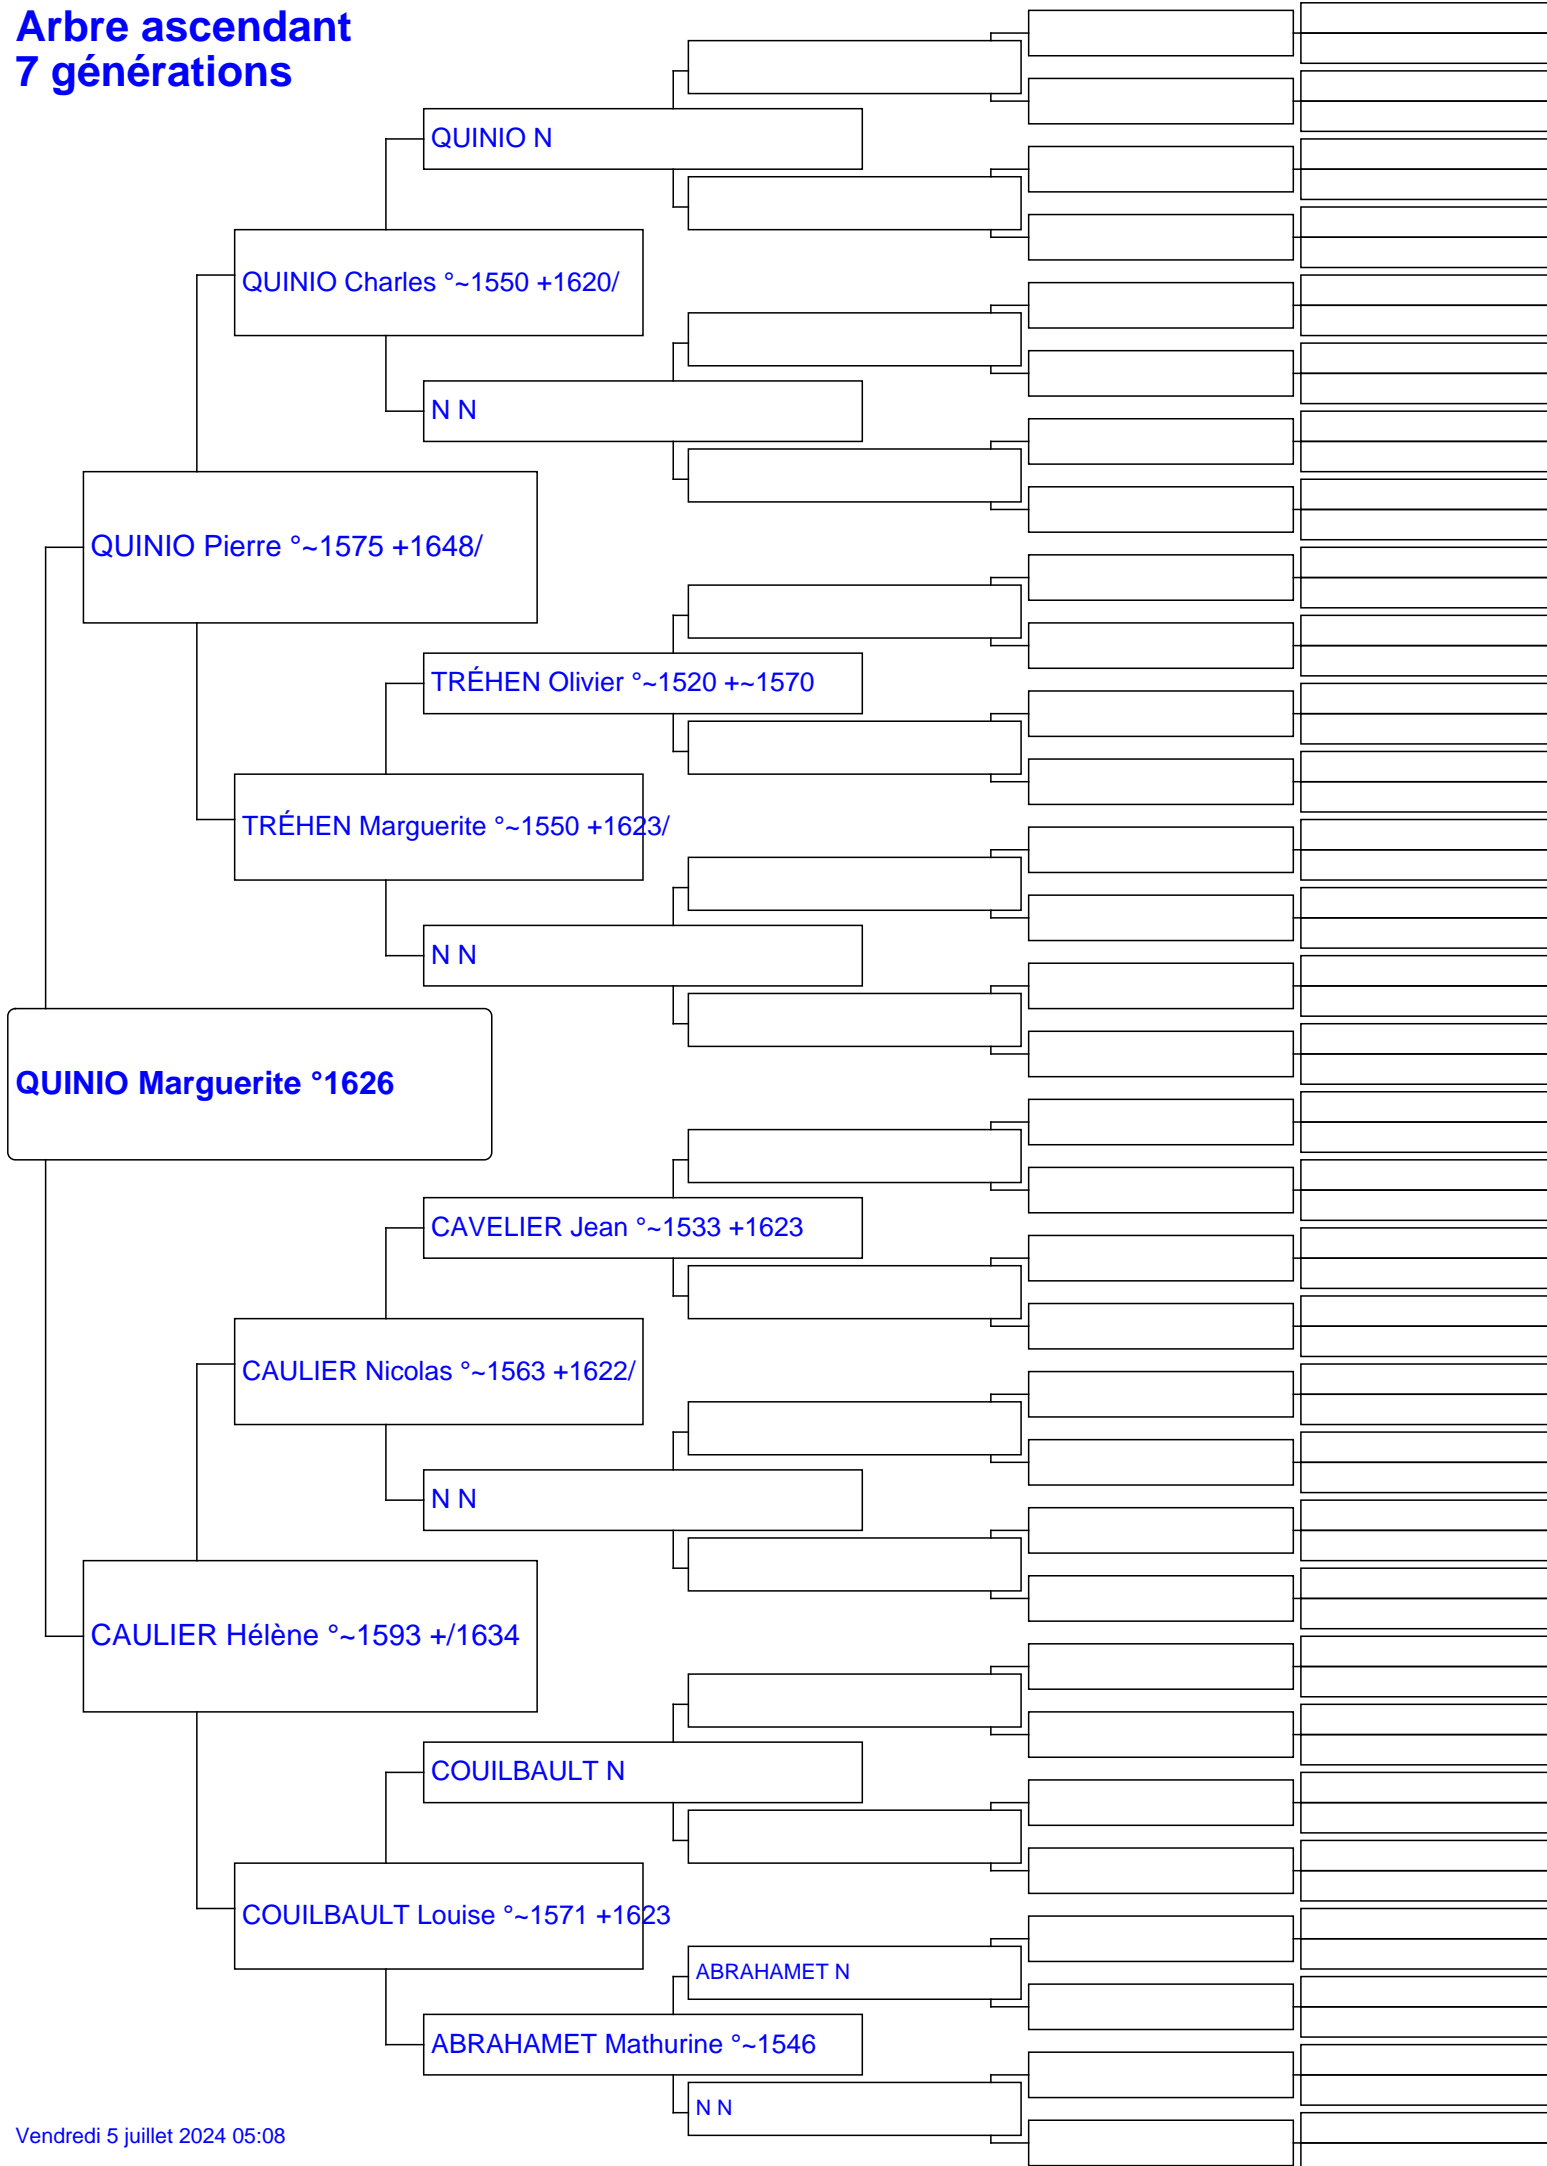 Arbre ascendant
7 générations
QUINIO N
QUINIO Charles °~1550 +1620/
N N
QUINIO Pierre °~1575 +1648/
TRÉHEN Olivier °~1520 +~1570
TRÉHEN Marguerite °~1550 +1623/
N N
QUINIO Marguerite °1626
CAVELIER Jean °~1533 +1623
CAULIER Nicolas °~1563 +1622/
N N
CAULIER Hélène °~1593 +/1634
COUILBAULT N
COUILBAULT Louise °~1571 +1623
ABRAHAMET N
ABRAHAMET Mathurine °~1546
N N
Vendredi 5 juillet 2024 05:08